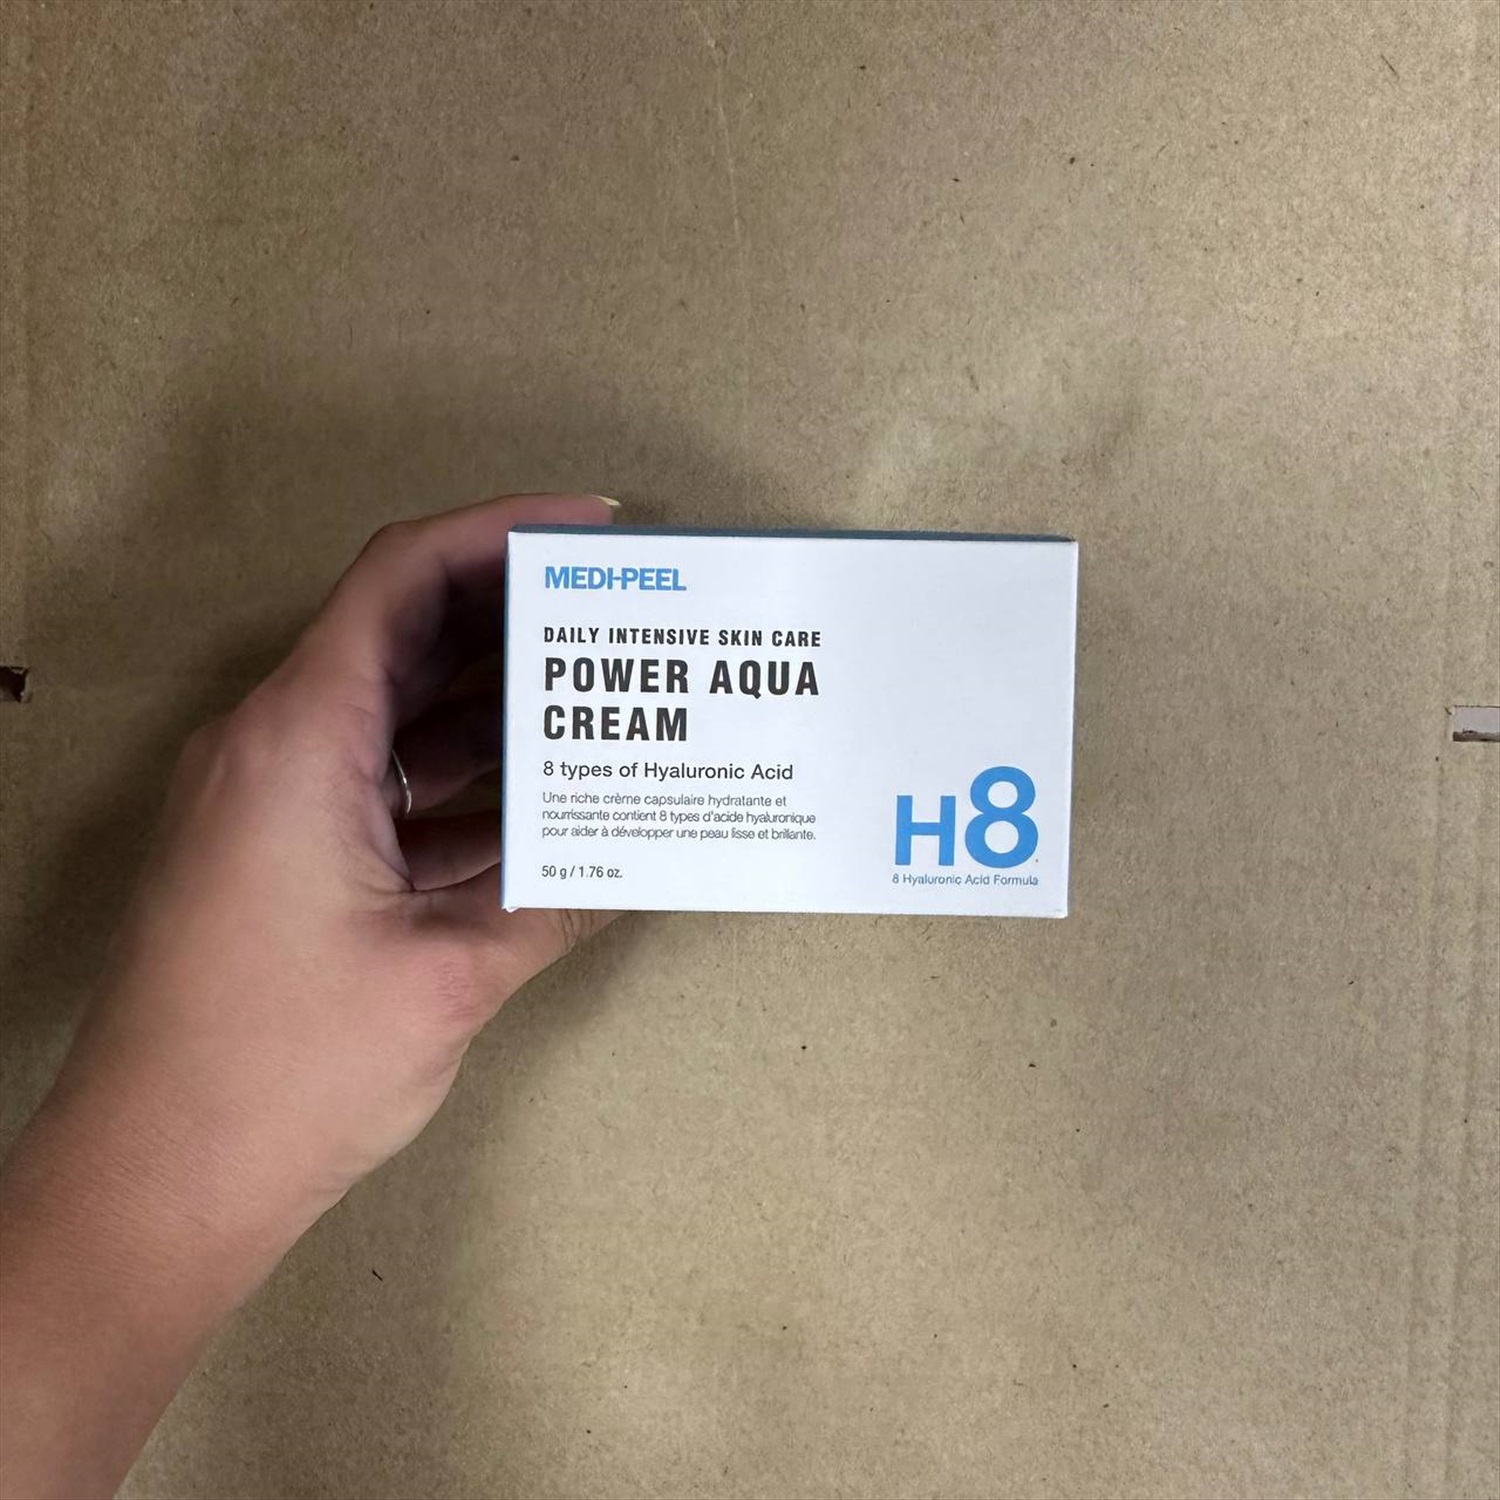 MEDI-PEEL
DAILY INTENSIVE SKIN CARE
POWER AQUA
CREAM
8 types of Hyaluronic Acid
Une riche crème capsulaire hydratante et
nourrissante contient 8 types d'acide hyaluronique
pour aider à développer une peau lisse et brillante.
50 g / 1.76 oz.
H8
8 Hyaluronic Acid Formula